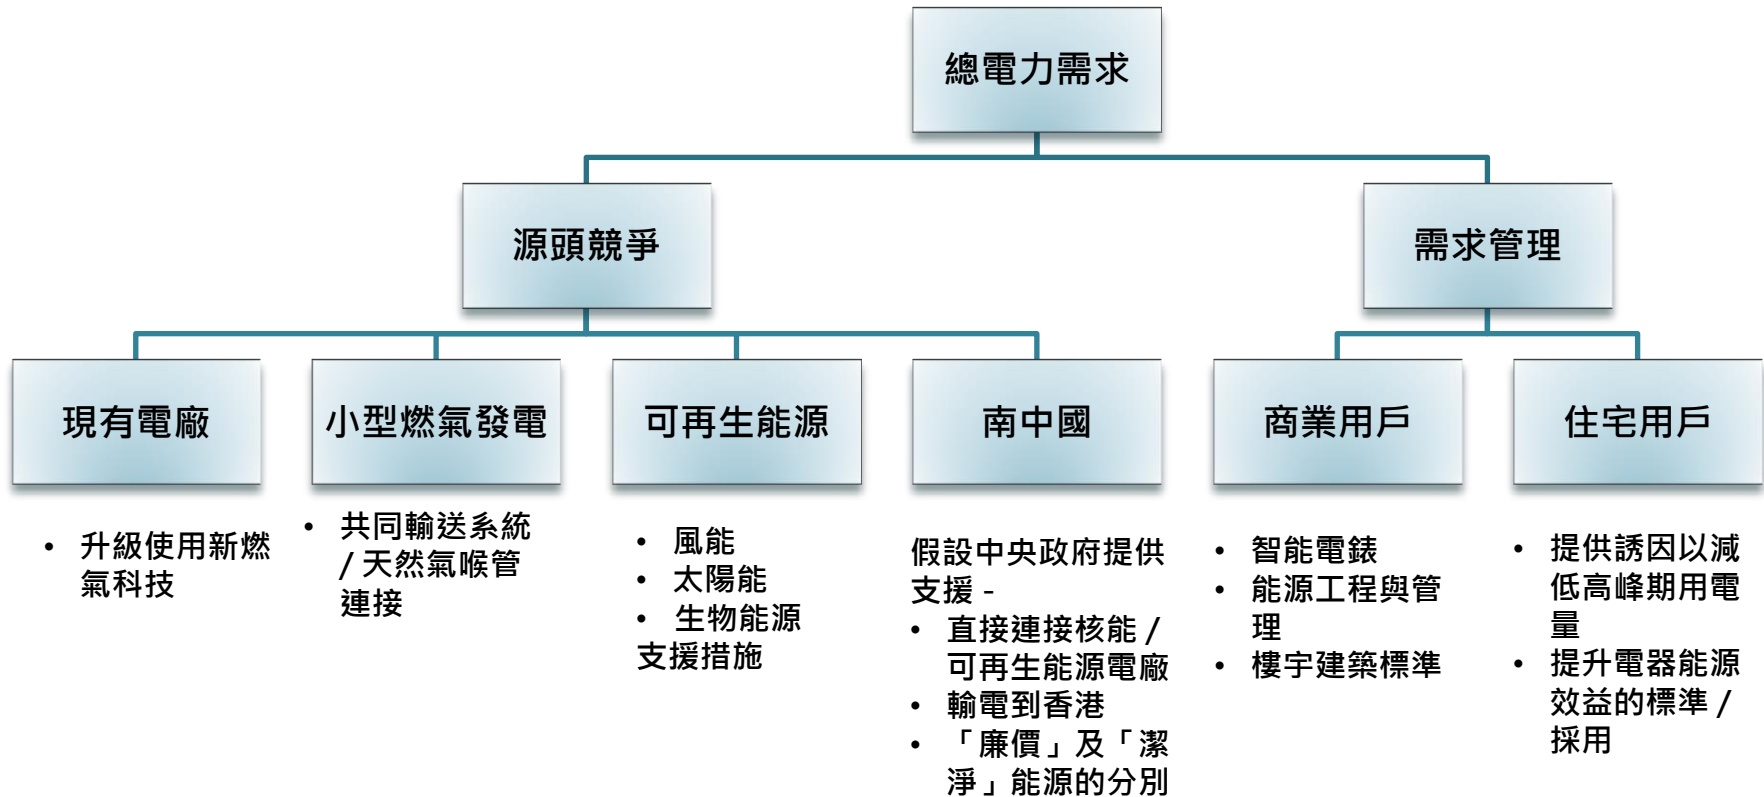 總電力需求
源頭競爭
需求管理
現有電廠
小型燃氣發電
可再生能源
南中國
商業用戶
住宅用戶
• 升級使用新燃
氣科技
• 共同輸送系統
/ 天然氣喉管
連接
• 風能
• 太陽能
• 生物能源
支援措施
假設中央政府提供
支援 -
• 直接連接核能 /
可再生能源電廠
• 輸電到香港
• 「廉價」及「潔
淨」能源的分別
• 智能電錶
• 能源工程與管
理
• 樓宇建築標準
• 提供誘因以減
低高峰期用電
量
• 提升電器能源
效益的標準 /
採用